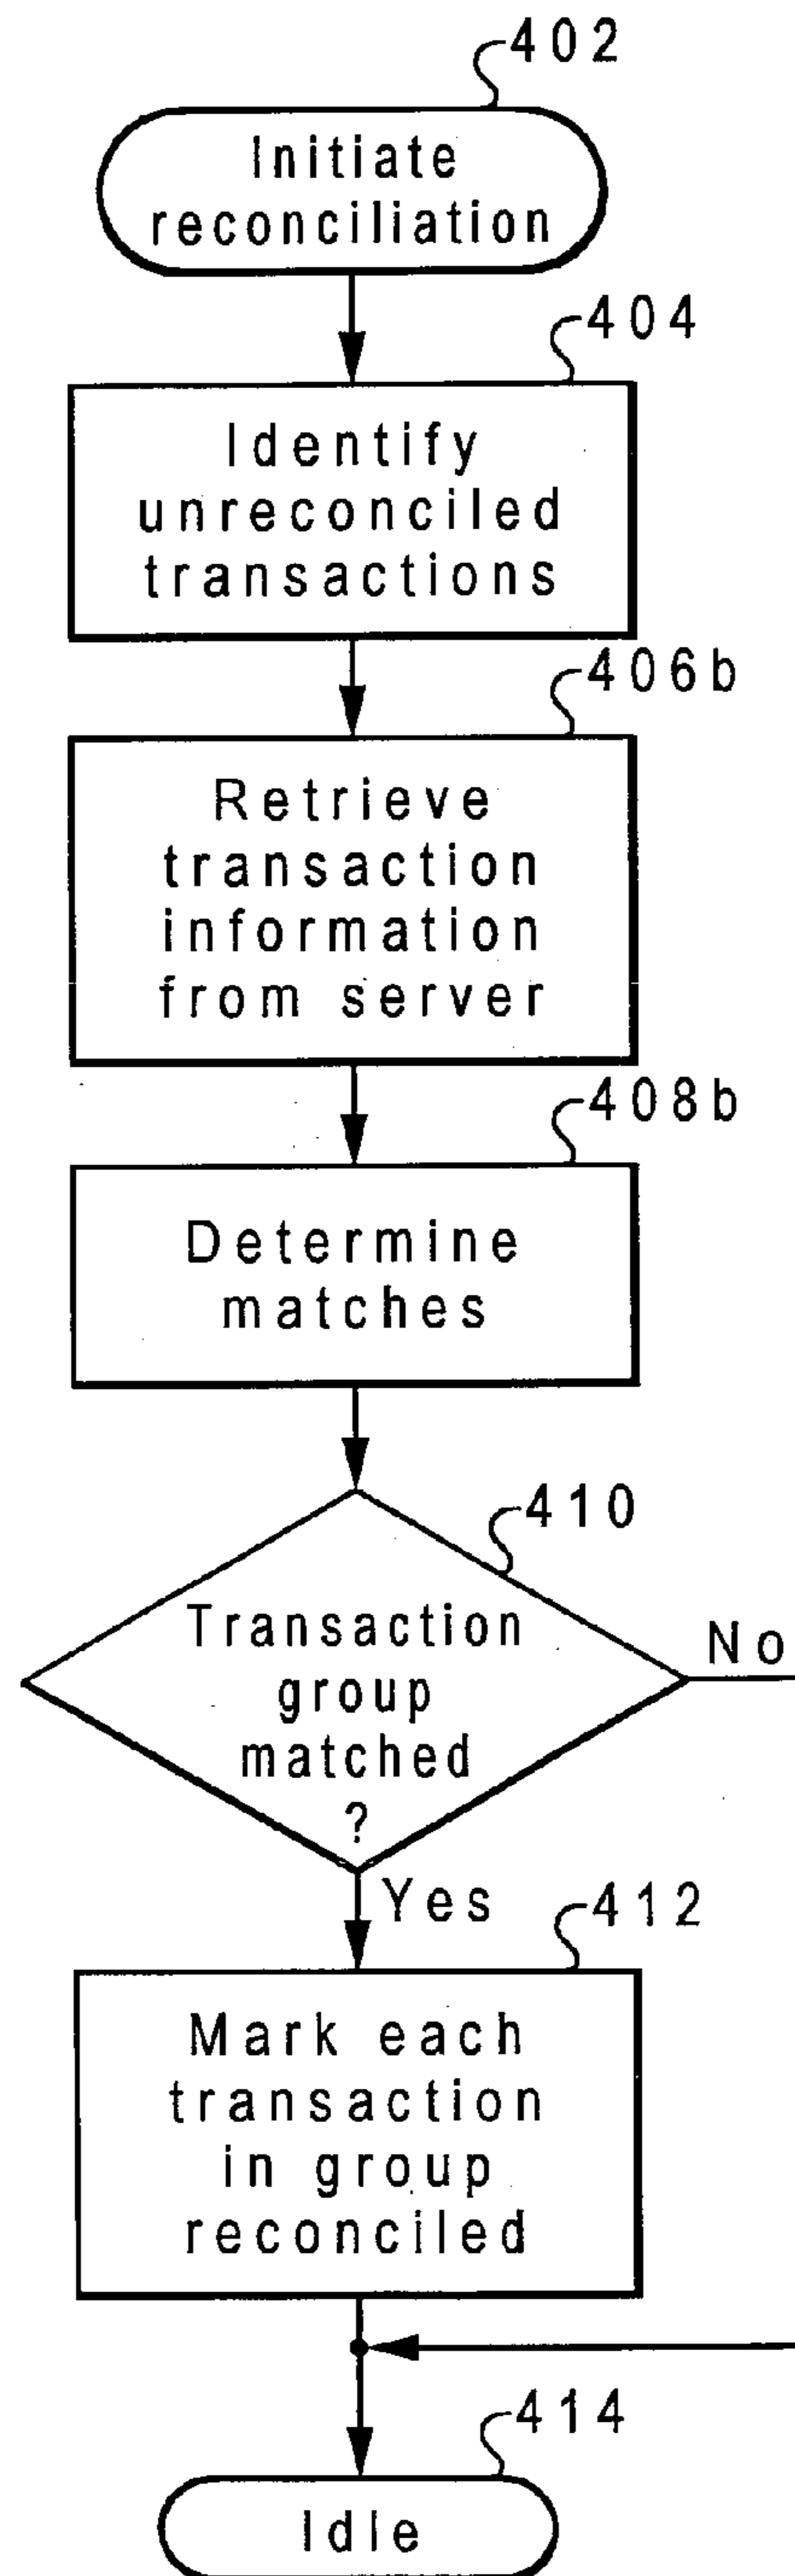 402
Initiate
reconciliation
404
Identify
unreconciled
transactions
406b
Retrieve
transaction
information
from server
408b
Determine
matches
410
Transaction
group
matched
?
No
Yes
412
Mark each
transaction
in group
reconciled
414
Idle